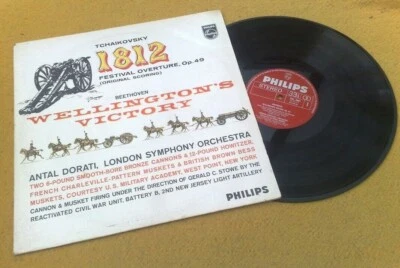 PHILIPS
TCHAIKOVSKY
1812
FESTIVAL OVERTURE, Op.49
(ORIGINAL SCORING)
BEETHOVEN
WELLINGTON'S
VICTORY
ANTAL DORATI, LONDON SYMPHONY ORCHESTRA
TWO 6-POUND SMOOTH-BORE BRONZE CANNONS & 12-POUND HOWITZER,
FRENCH CHARLEVILLE-PATTERN MUSKETS & BRITISH BROWN BESS
MUSKETS, COURTESY U.S. MILITARY ACADEMY, WEST POINT, NEW YORK.
CANNON & MUSKET FIRING UNDER THE DIRECTION OF GERALD C. STOWE BY THE
REACTIVATED CIVIL WAR UNIT, BATTERY B, 2ND NEW JERSEY LIGHT ARTILLERY
PHILIPS
PHILIPS
STEREO